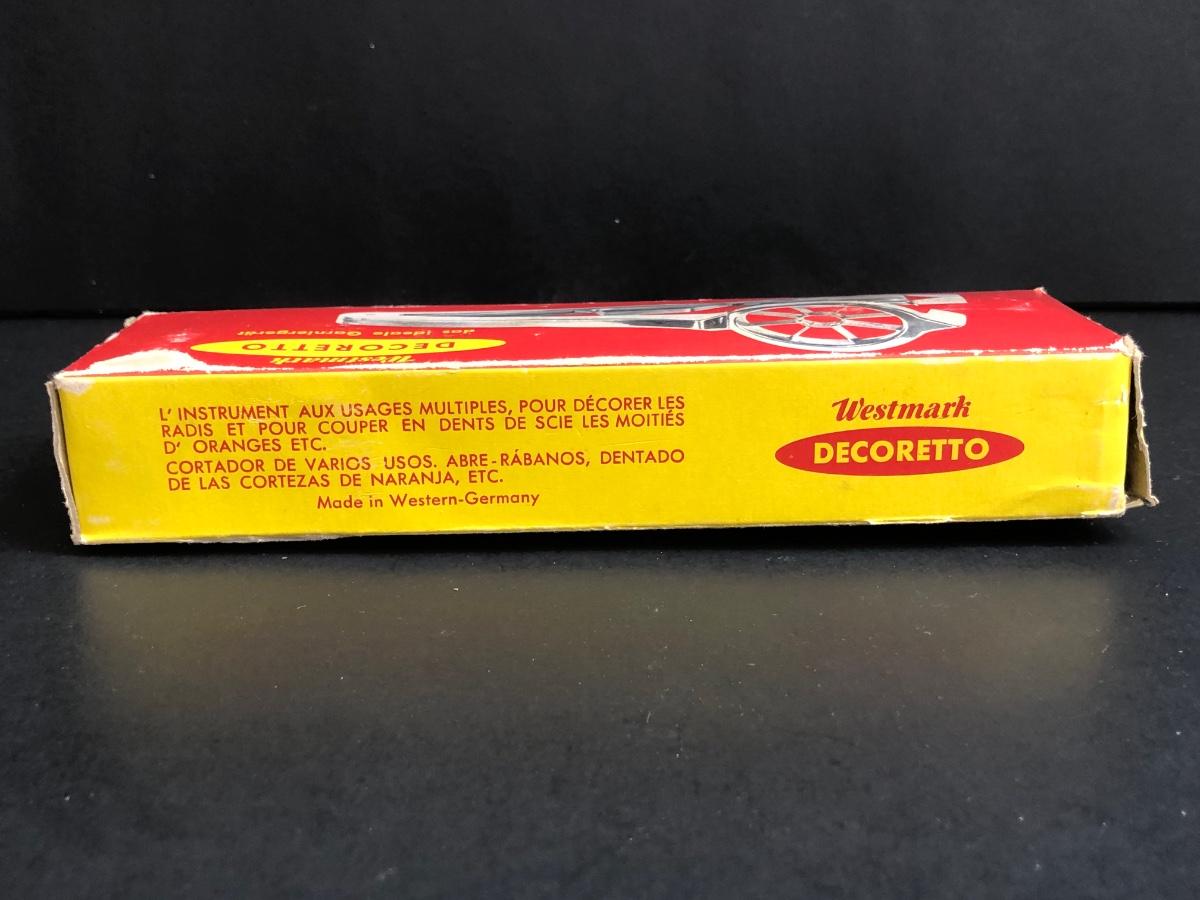 das ideale Garniergerät
DECORETTO
Westmark
L' INSTRUMENT AUX USAGES MULTIPLES, POUR DÉCORER LES
RADIS ET POUR COUPER EN DENTS DE SCIE LES MOITIÉS
D' ORANGES ETC.
CORTADOR DE VARIOS USOS. ABRE-RÁBANOS, DENTADO
DE LAS CORTEZAS DE NARANJA, ETC.
Made in Western-Germany
Westmark
DECORETTO